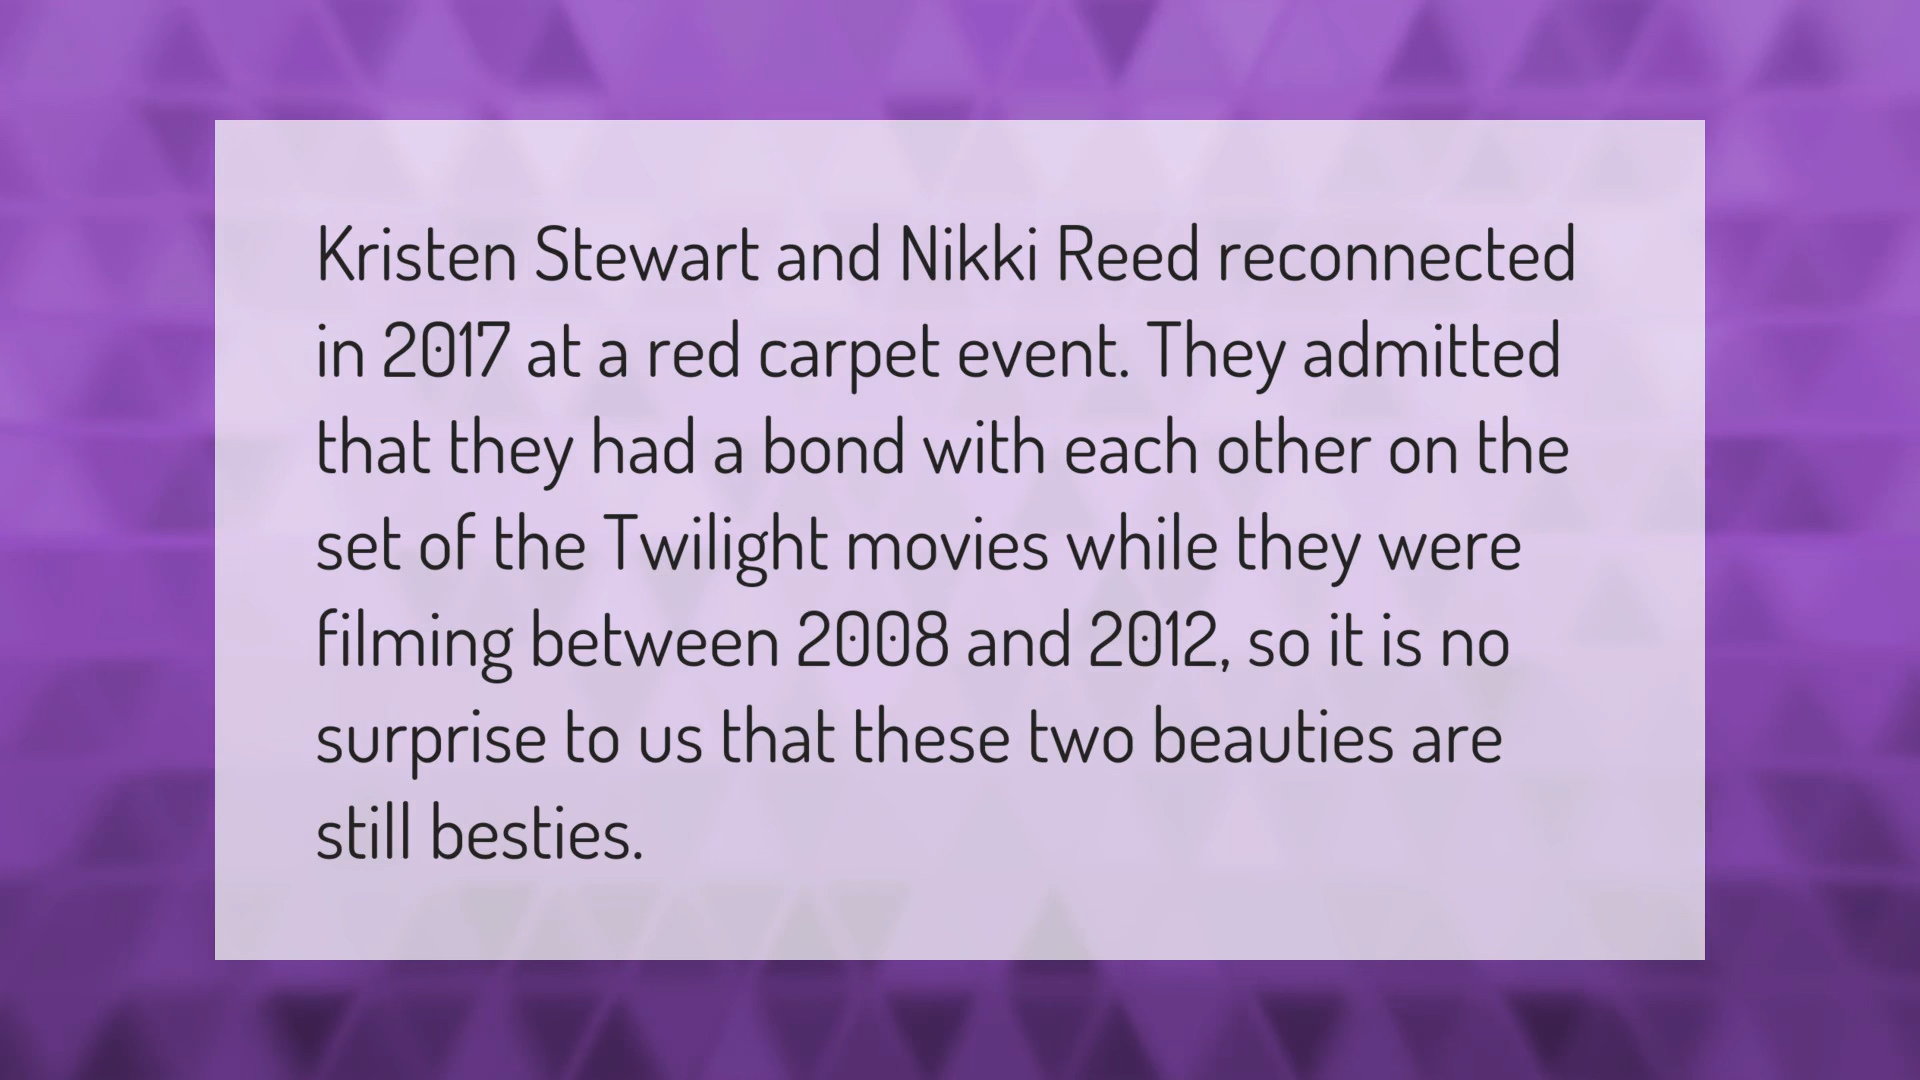 Kristen Stewart and Nikki Reed reconnected
in 2017 at a red carpet event. They admitted
that they had a bond with each other on the
set of the Twilight movies while they were
filming between 2008 and 2012, so it is no
surprise to us that these two beauties are
still besties.